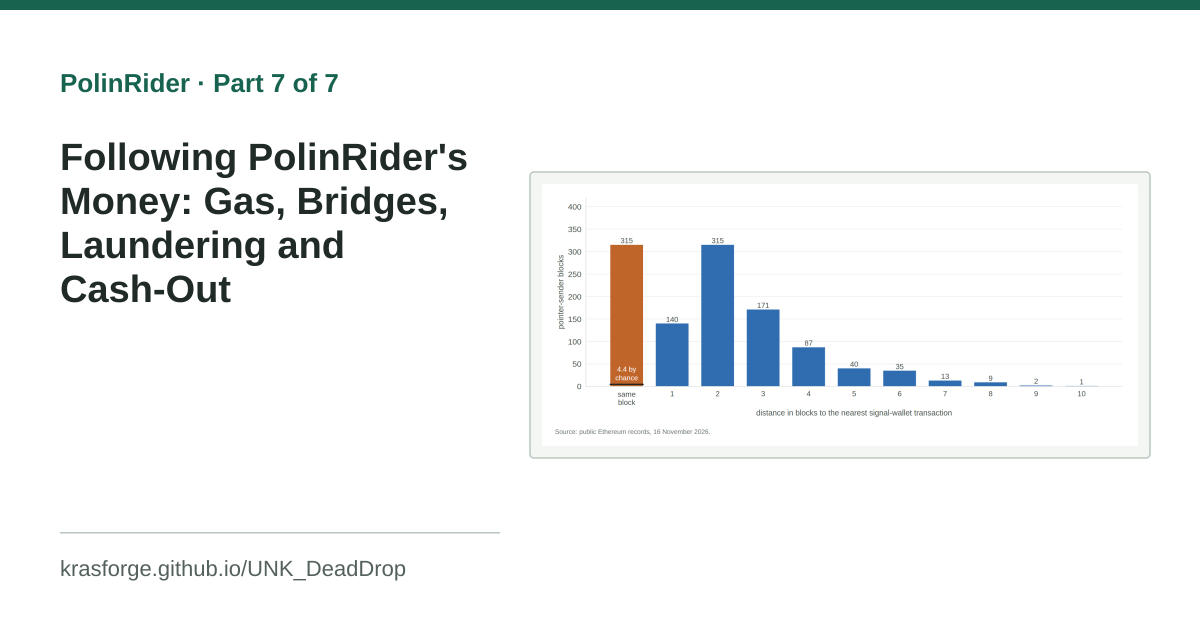 PolinRider · Part 7 of 7
Following PolinRider's
Money: Gas, Bridges,
Laundering and
Cash-Out
400
350
300
250
200
150
100
50
0
pointer-sender blocks
315
140
315
171
87
40
35
13
9
2
1
4.4 by
chance
same
block
1
2
3
4
5
6
7
8
9
10
distance in blocks to the nearest signal-wallet transaction
Source: public Ethereum records, 16 November 2026.
krasforge.github.io/UNK_DeadDrop